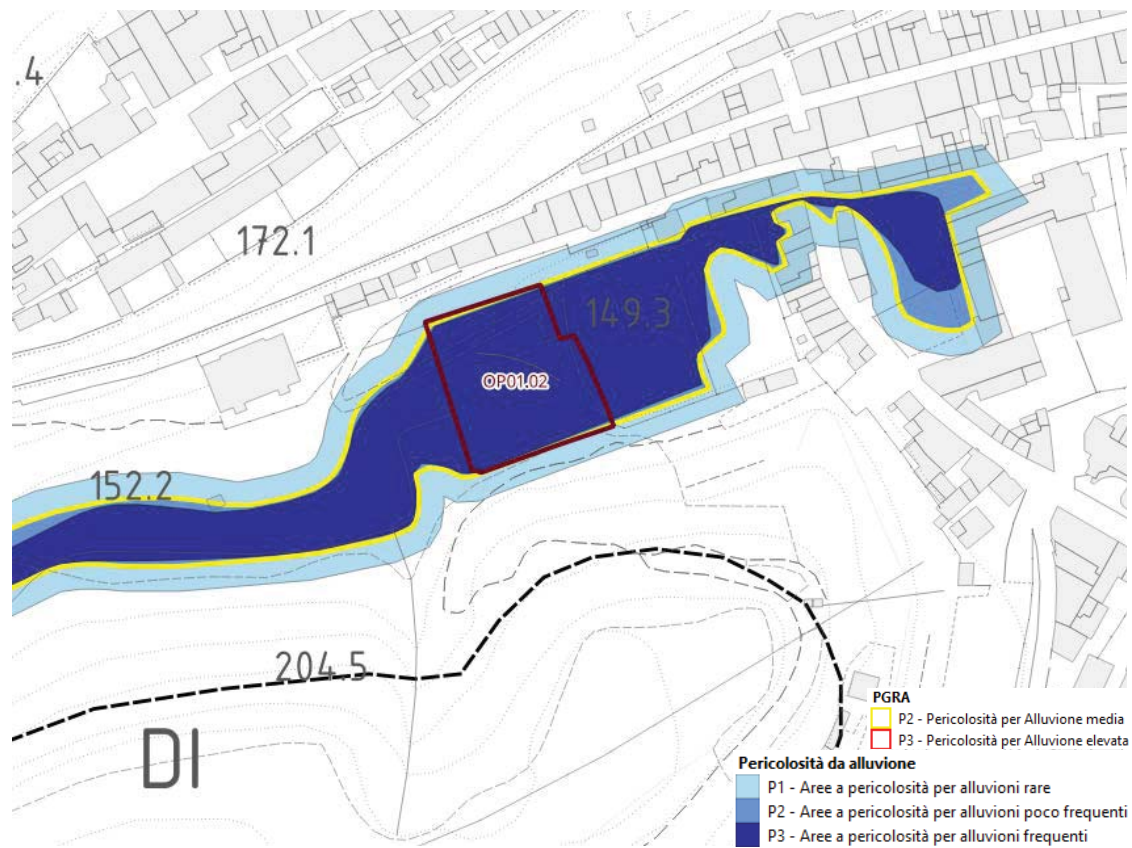 .4
172.1
149.3
OP01.02
152.2
204.5
DI
PGRA
P2 - Pericolosità per Alluvione media
P3 - Pericolosità per Alluvione elevata
Pericolosità da alluvione
P1 - Aree a pericolosità per alluvioni rare
P2 - Aree a pericolosità per alluvioni poco frequenti
P3 - Aree a pericolosità per alluvioni frequenti